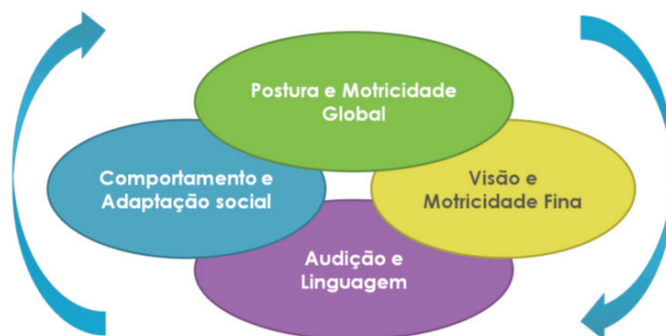 Postura e Motricidade
Global
Comportamento e
Adaptação social
Visão e
Motricidade Fina
Audição e
Linguagem